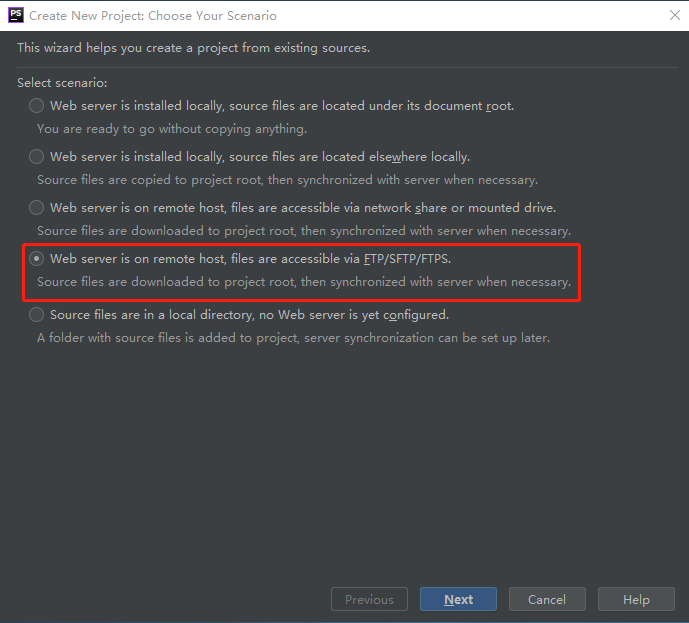 PS Create New Project: Choose Your Scenario
This wizard helps you create a project from existing sources.
Select scenario:
Web server is installed locally, source files are located under its document root.
You are ready to go without copying anything.
Web server is installed locally, source files are located elsewhere locally.
Source files are copied to project root, then synchronized with server when necessary.
Web server is on remote host, files are accessible via network share or mounted drive.
Source files are downloaded to project root, then synchronized with server when necessary.
Web server is on remote host, files are accessible via FTP/SFTP/FTPS.
Source files are downloaded to project root, then synchronized with server when necessary.
Source files are in a local directory, no Web server is yet configured.
A folder with source files is added to project, server synchronization can be set up later.
Previous Next Cancel Help